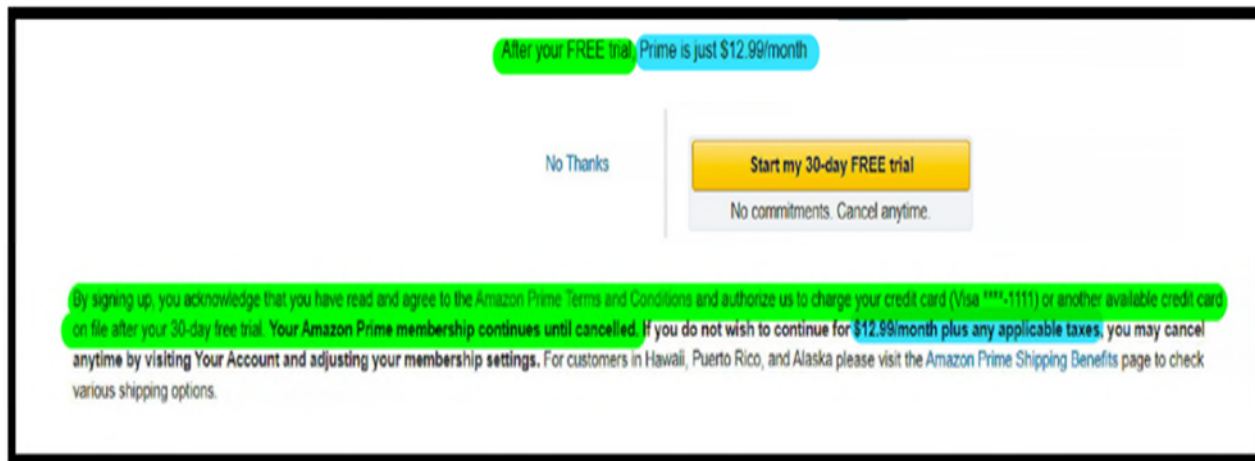 After your FREE trial, Prime is just $12.99/month
No Thanks
Start my 30-day FREE trial
No commitments. Cancel anytime.
By signing up, you acknowledge that you have read and agree to the Amazon Prime Terms and Conditions and authorize us to charge your credit card (Visa ****-1111) or another available credit card
on file after your 30-day free trial. Your Amazon Prime membership continues until cancelled. If you do not wish to continue for $12.99/month plus any applicable taxes, you may cancel
anytime by visiting Your Account and adjusting your membership settings. For customers in Hawaii, Puerto Rico, and Alaska please visit the Amazon Prime Shipping Benefits page to check
various shipping options.